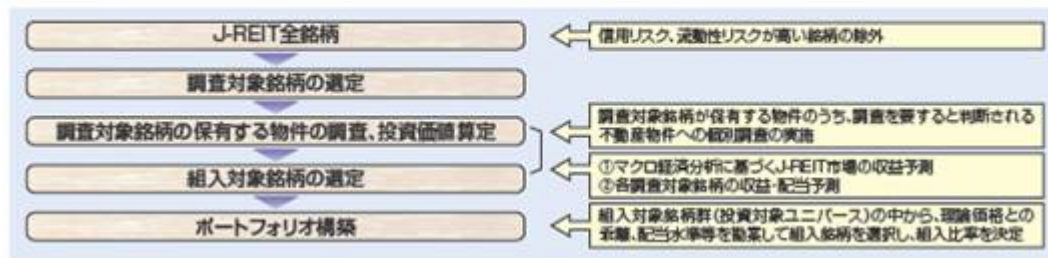 J-REIT全銘柄
信用リスク、流動性リスクが高い銘柄の除外
調査対象銘柄の選定
調査対象銘柄の保有する物件の調査、投資価値算定
調査対象銘柄が保有する物件のうち、調査を要すると判断される
不動産物件への個別調査の実施
組入対象銘柄の選定
①マクロ経済分析に基づくJ-REIT市場の収益予測
②各調査対象銘柄の収益・配当予測
ポートフォリオ構築
組入対象銘柄群(投資対象ユニバース)の中から、理論価格との
乖離、配当水準等を勘案して組入銘柄を選択し、組入比率を決定